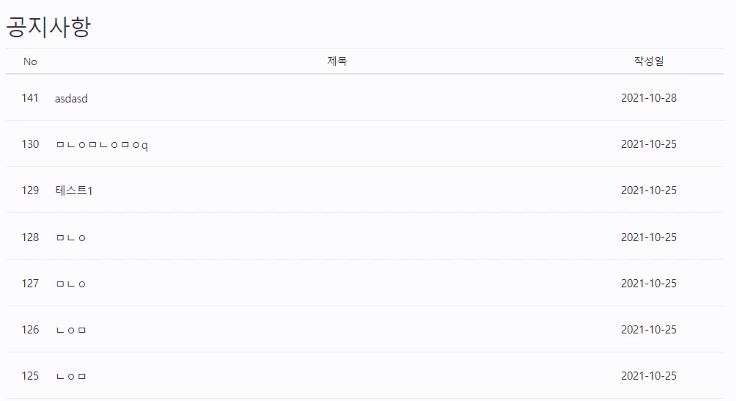 공지사항
No 제목 작성일
141 asdasd 2021-10-28
130 ㅁㄴㅇㅁㄴㅇㅁㅇq 2021-10-25
129 테스트1 2021-10-25
128 ㅁㄴㅇ 2021-10-25
127 ㅁㄴㅇ 2021-10-25
126 ㄴㅇㅁ 2021-10-25
125 ㄴㅇㅁ 2021-10-25